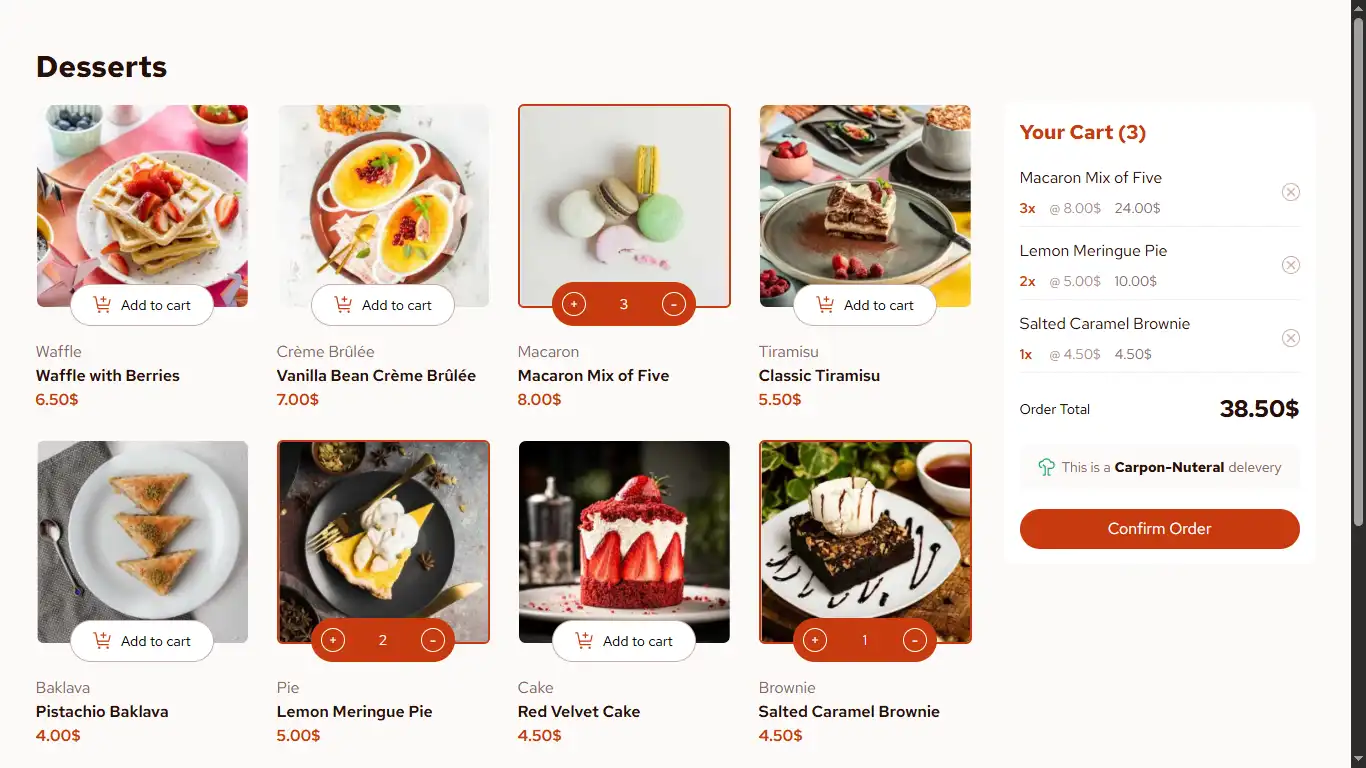 Desserts
Add to cart
Add to cart
+ 3 -
Add to cart
Waffle
Waffle with Berries
6.50$
Crème Brûlée
Vanilla Bean Crème Brûlée
7.00$
Macaron
Macaron Mix of Five
8.00$
Tiramisu
Classic Tiramisu
5.50$
Add to cart
+ 2 -
Add to cart
+ 1 -
Baklava
Pistachio Baklava
4.00$
Pie
Lemon Meringue Pie
5.00$
Cake
Red Velvet Cake
4.50$
Brownie
Salted Caramel Brownie
4.50$
Your Cart (3)
Macaron Mix of Five
3x @ 8.00$ 24.00$
Lemon Meringue Pie
2x @ 5.00$ 10.00$
Salted Caramel Brownie
1x @ 4.50$ 4.50$
Order Total 38.50$
This is a Carpon-Nuteral delevery
Confirm Order